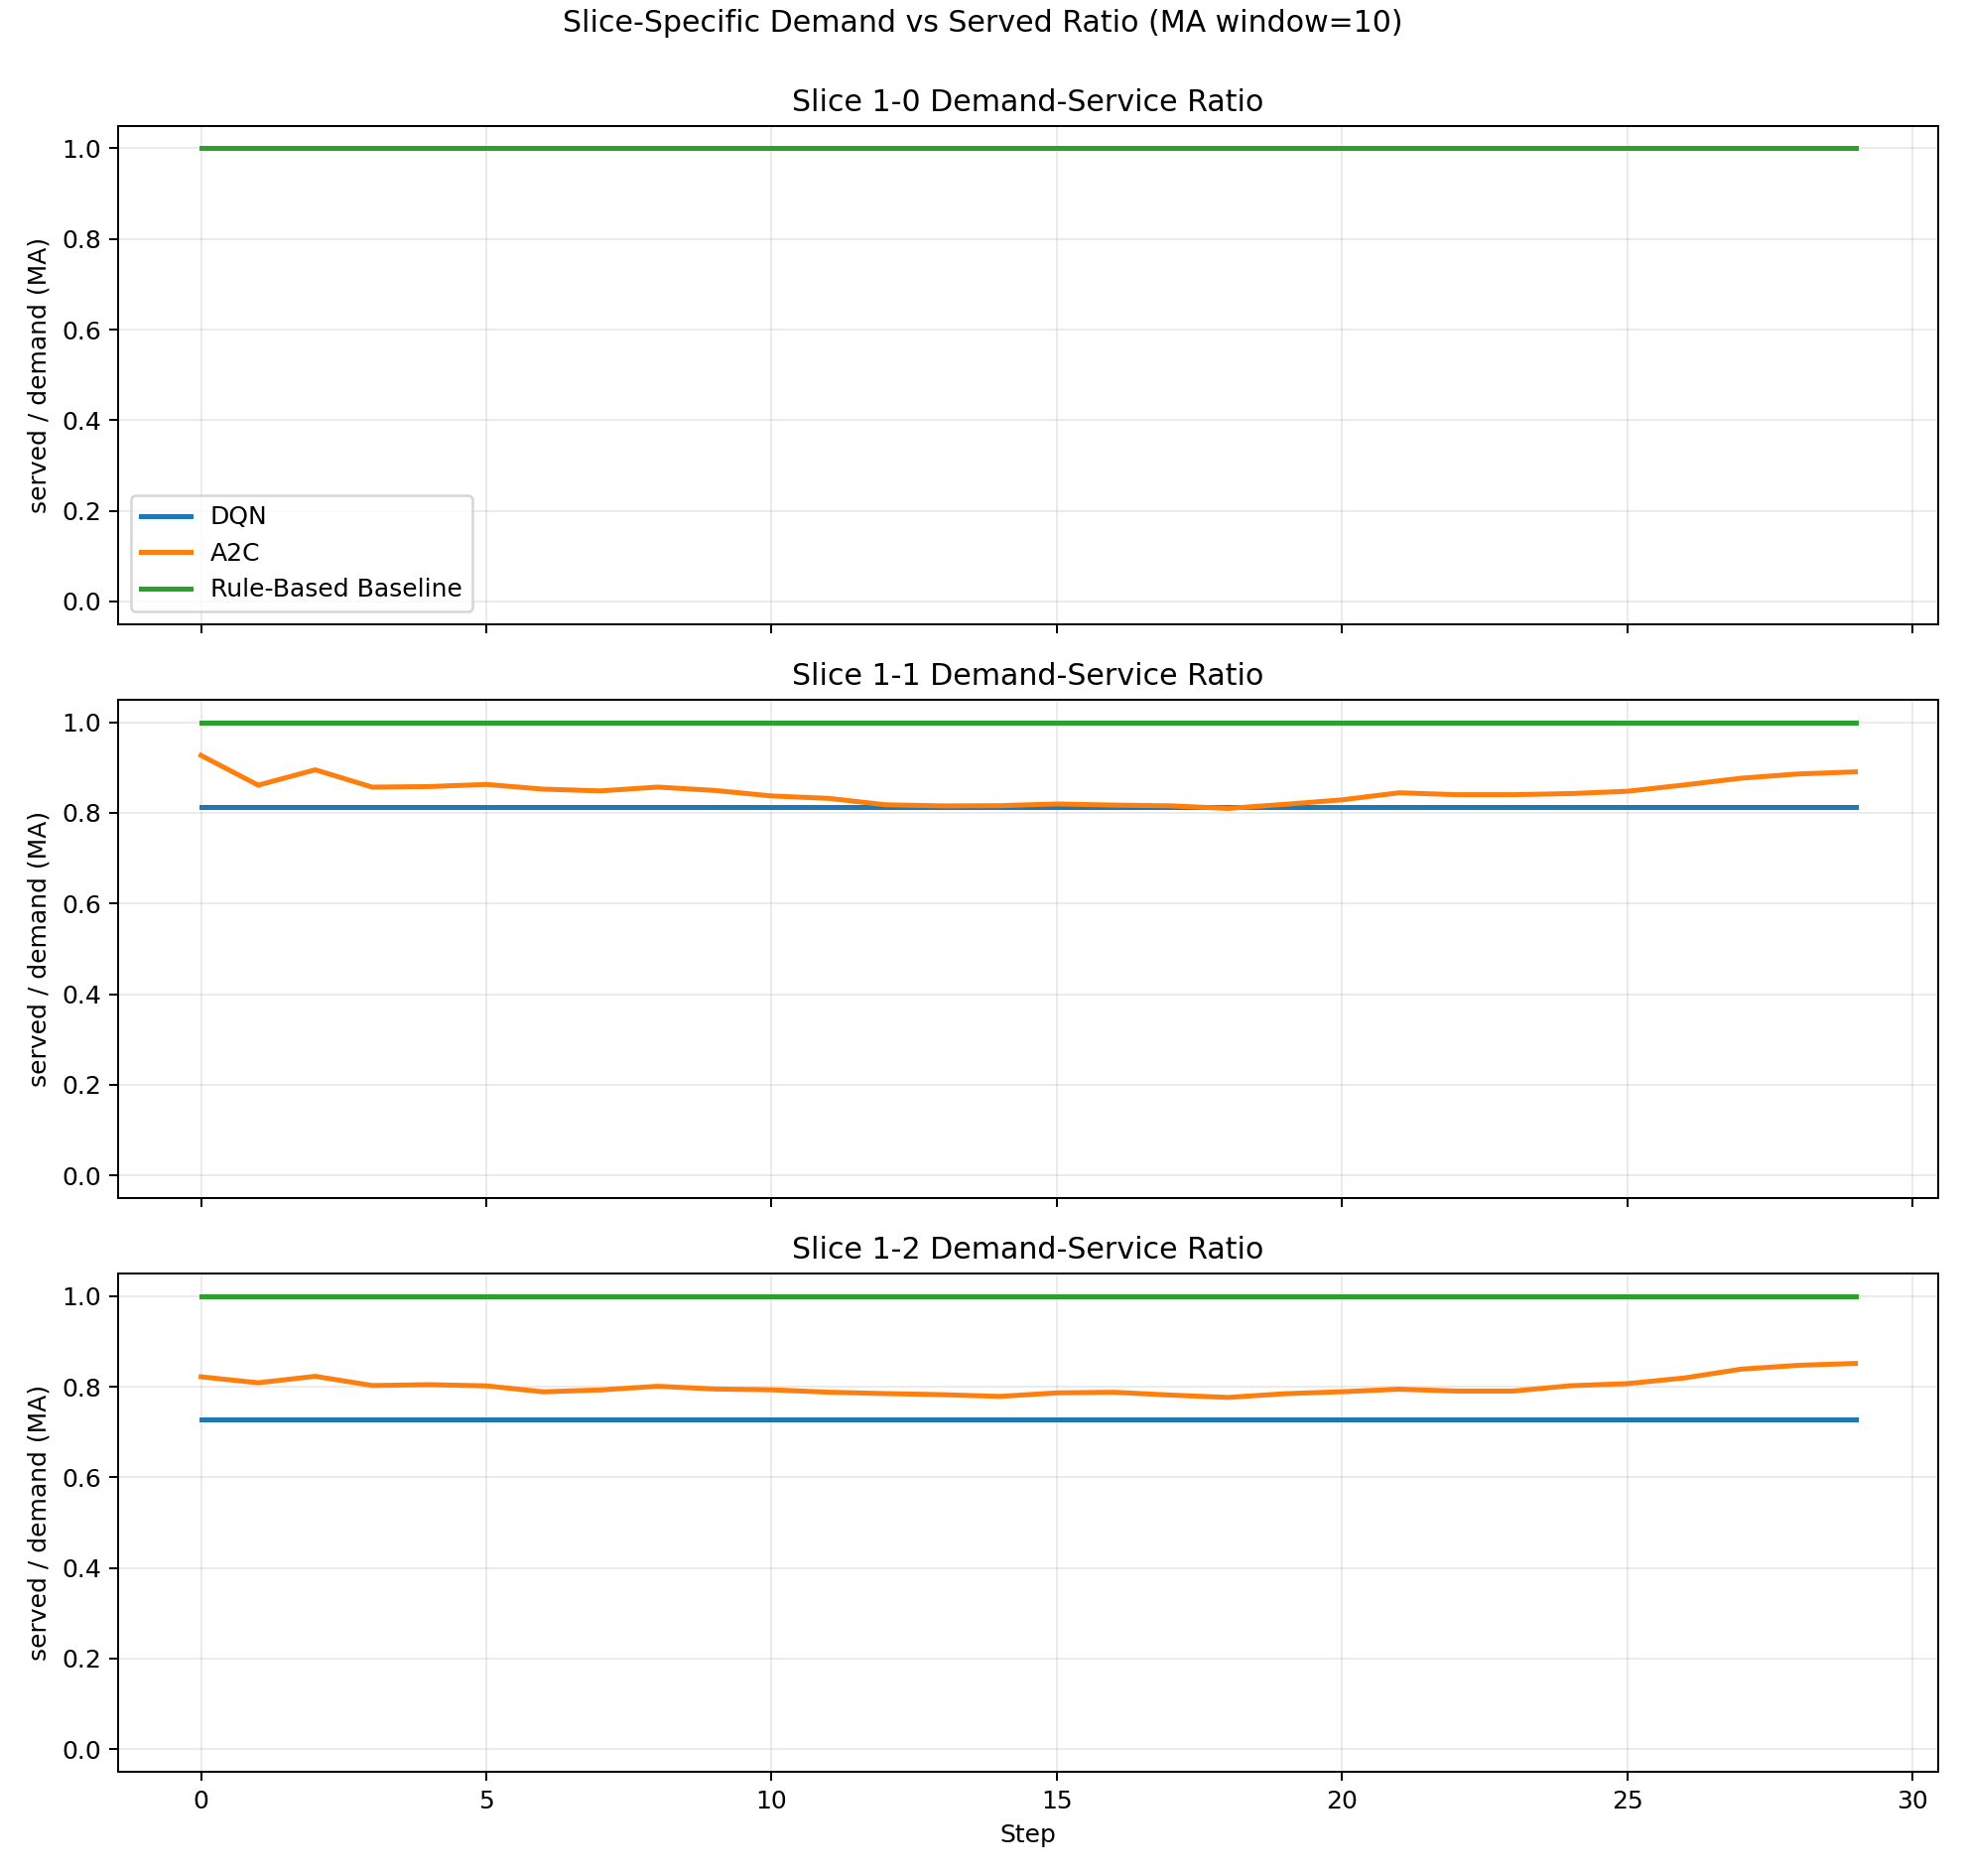 Slice-Specific Demand vs Served Ratio (MA window=10)
Slice 1-0 Demand-Service Ratio
served / demand (MA)
1.0
0.8
0.6
0.4
0.2
0.0
DQN
A2C
Rule-Based Baseline
Slice 1-1 Demand-Service Ratio
served / demand (MA)
1.0
0.8
0.6
0.4
0.2
0.0
Slice 1-2 Demand-Service Ratio
served / demand (MA)
1.0
0.8
0.6
0.4
0.2
0.0
0 5 10 15 20 25 30
Step